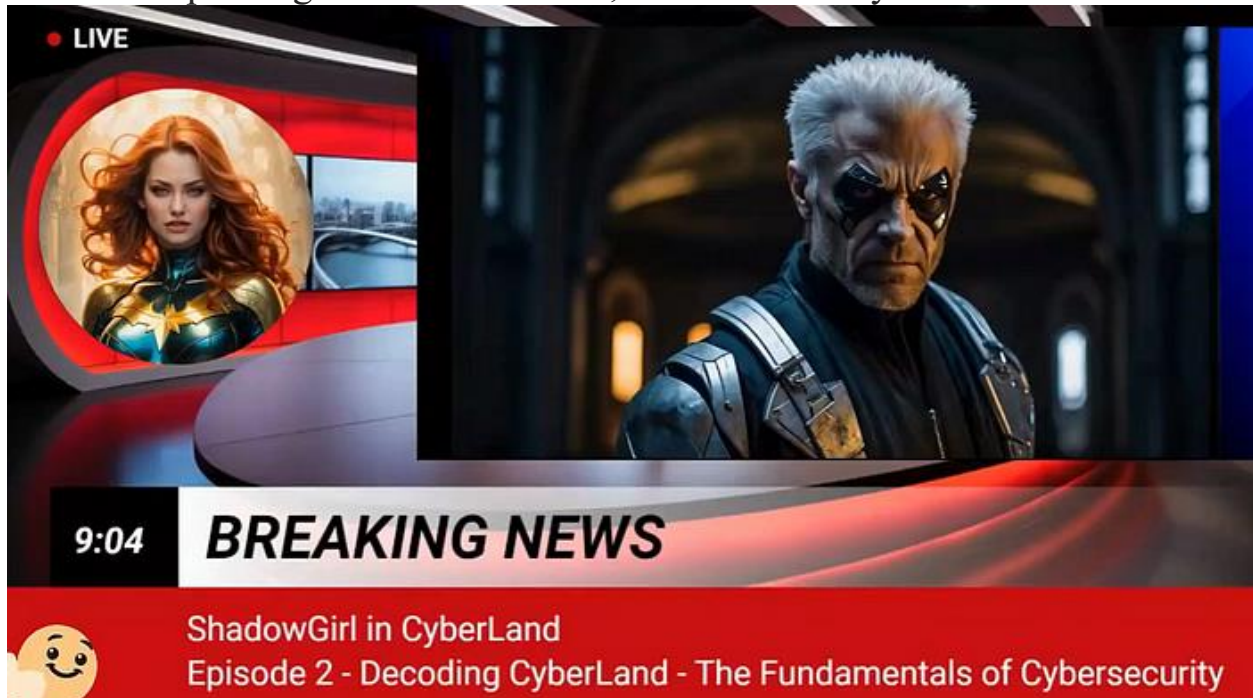 LIVE
9:04
BREAKING NEWS
ShadowGirl in CyberLand
Episode 2 - Decoding CyberLand - The Fundamentals of Cybersecurity